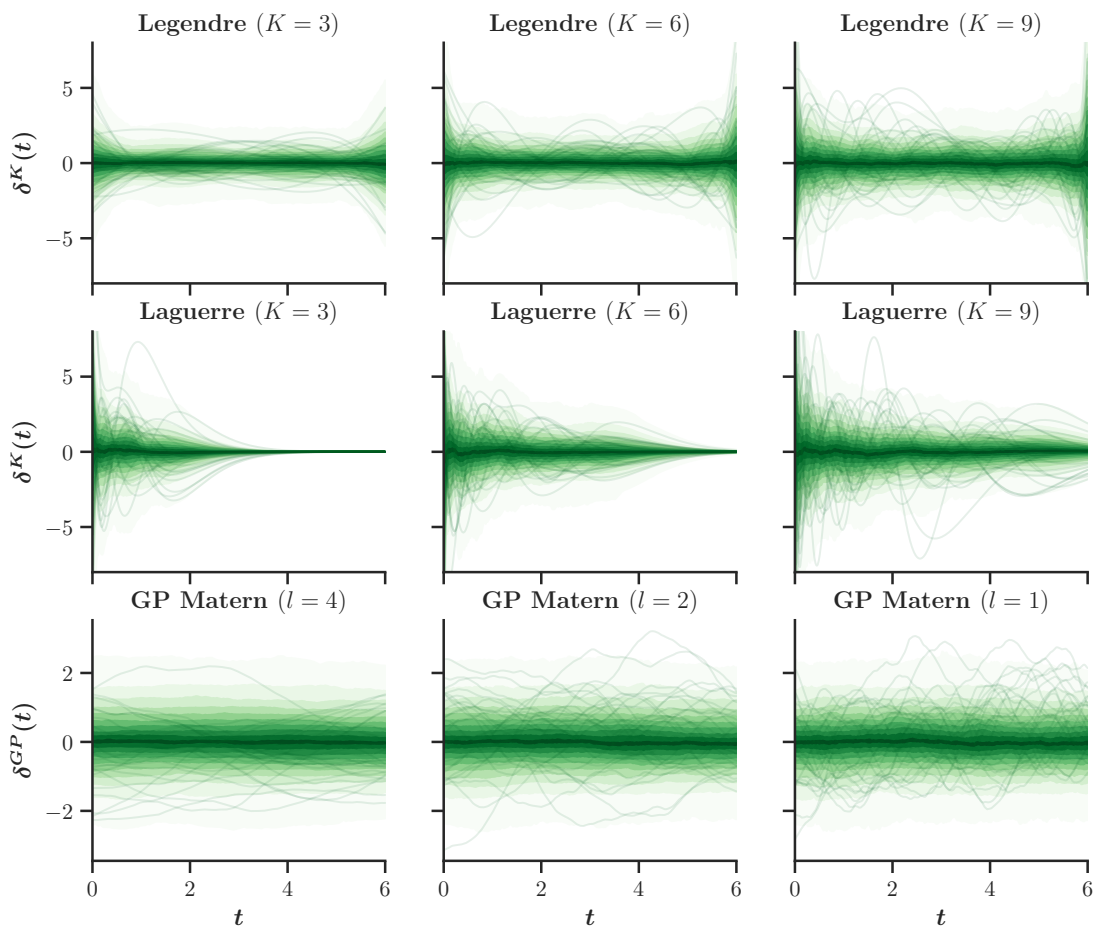 Legendre (K = 3)
Legendre (K = 6)
Legendre (K = 9)
5
0
−5
δ^K(t)
Laguerre (K = 3)
Laguerre (K = 6)
Laguerre (K = 9)
5
0
−5
δ^K(t)
GP Matern (l = 4)
GP Matern (l = 2)
GP Matern (l = 1)
2
0
−2
δ^{GP}(t)
0 2 4 6
0 2 4 6
0 2 4 6
t
t
t